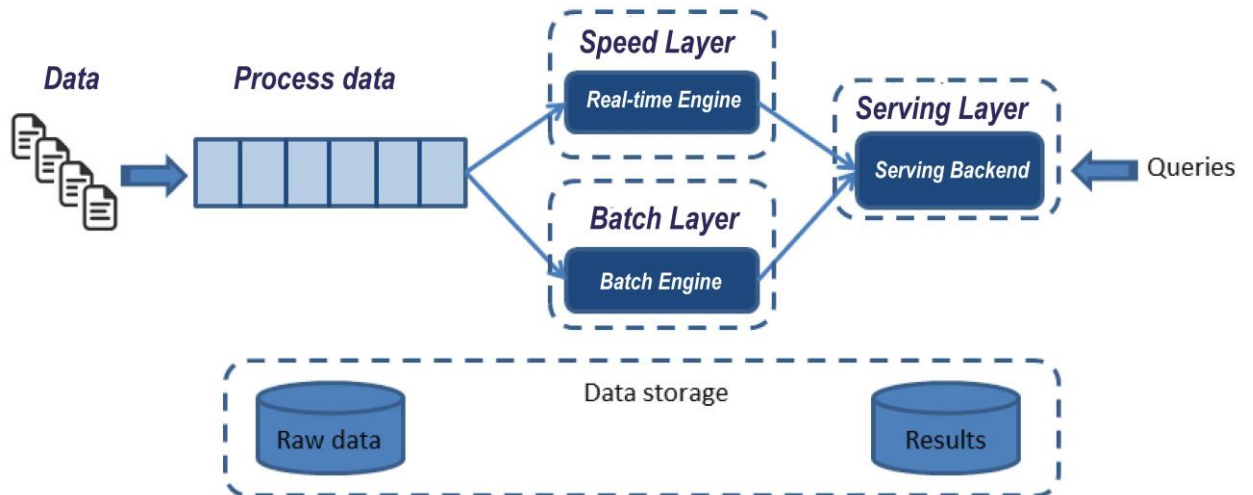 Data
Process data
Speed Layer
Real-time Engine
Batch Layer
Batch Engine
Serving Layer
Serving Backend
Queries
Data storage
Raw data
Results